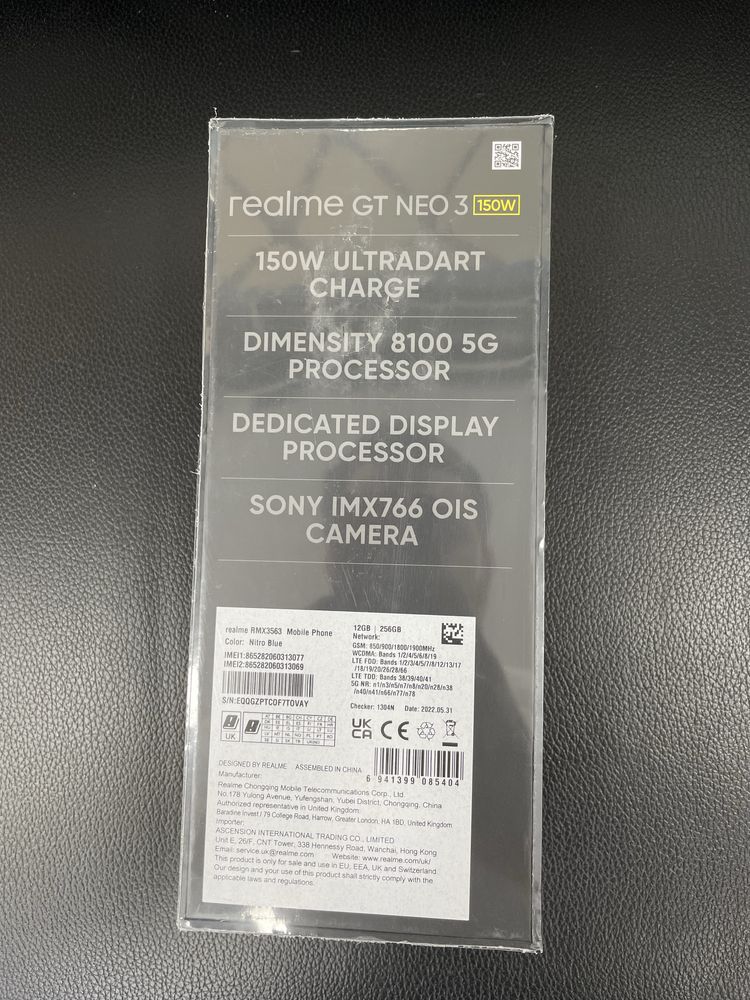 realme GT NEO 3 150W
150W ULTRADART
CHARGE
DIMENSITY 8100 5G
PROCESSOR
DEDICATED DISPLAY
PROCESSOR
SONY IMX766 OIS
CAMERA
realme RMX3563 Mobile Phone
Color: Nitro Blue
IMEI1:865282060313077
IMEI2:865282060313069
S/N:EQQGZPTCOF7TOVAY
12GB | 256GB
Network:
GSM: 850/900/1800/1900MHz
WCDMA: Bands 1/2/4/5/6/8/19
LTE FDD: Bands 1/2/3/4/5/7/8/12/13/17
/18/19/20/26/28/66
LTE TDD: Bands 38/39/40/41
5G NR: n1/n3/n5/n7/n8/n20/n28/n38
/n40/n41/n66/n77/n78
Checker: 1304N Date: 2022.05.31
UK
UK
CA CE
6 941399 085404
DESIGNED BY REALME ASSEMBLED IN CHINA
Manufacturer:
Realme Chongqing Mobile Telecommunications Corp., Ltd.
No.178 Yulong Avenue, Yufengshan, Yubei District, Chongqing, China
Authorized representative in United Kingdom:
Baradine Invest / 79 College Road, Harrow, Greater London, HA 1BD, United Kingdom
Importer:
ASCENSION INTERNATIONAL TRADING CO., LIMITED
Unit E, 26/F, CNT Tower, 338 Hennessy Road, Wanchai, Hong Kong
Email: service.uk@realme.com Website: www.realme.com/uk/
This product is only for sale and use in EU, EEA, UK and Switzerland.
Our design and your use of this product shall strictly comply with the
applicable laws and regulations.